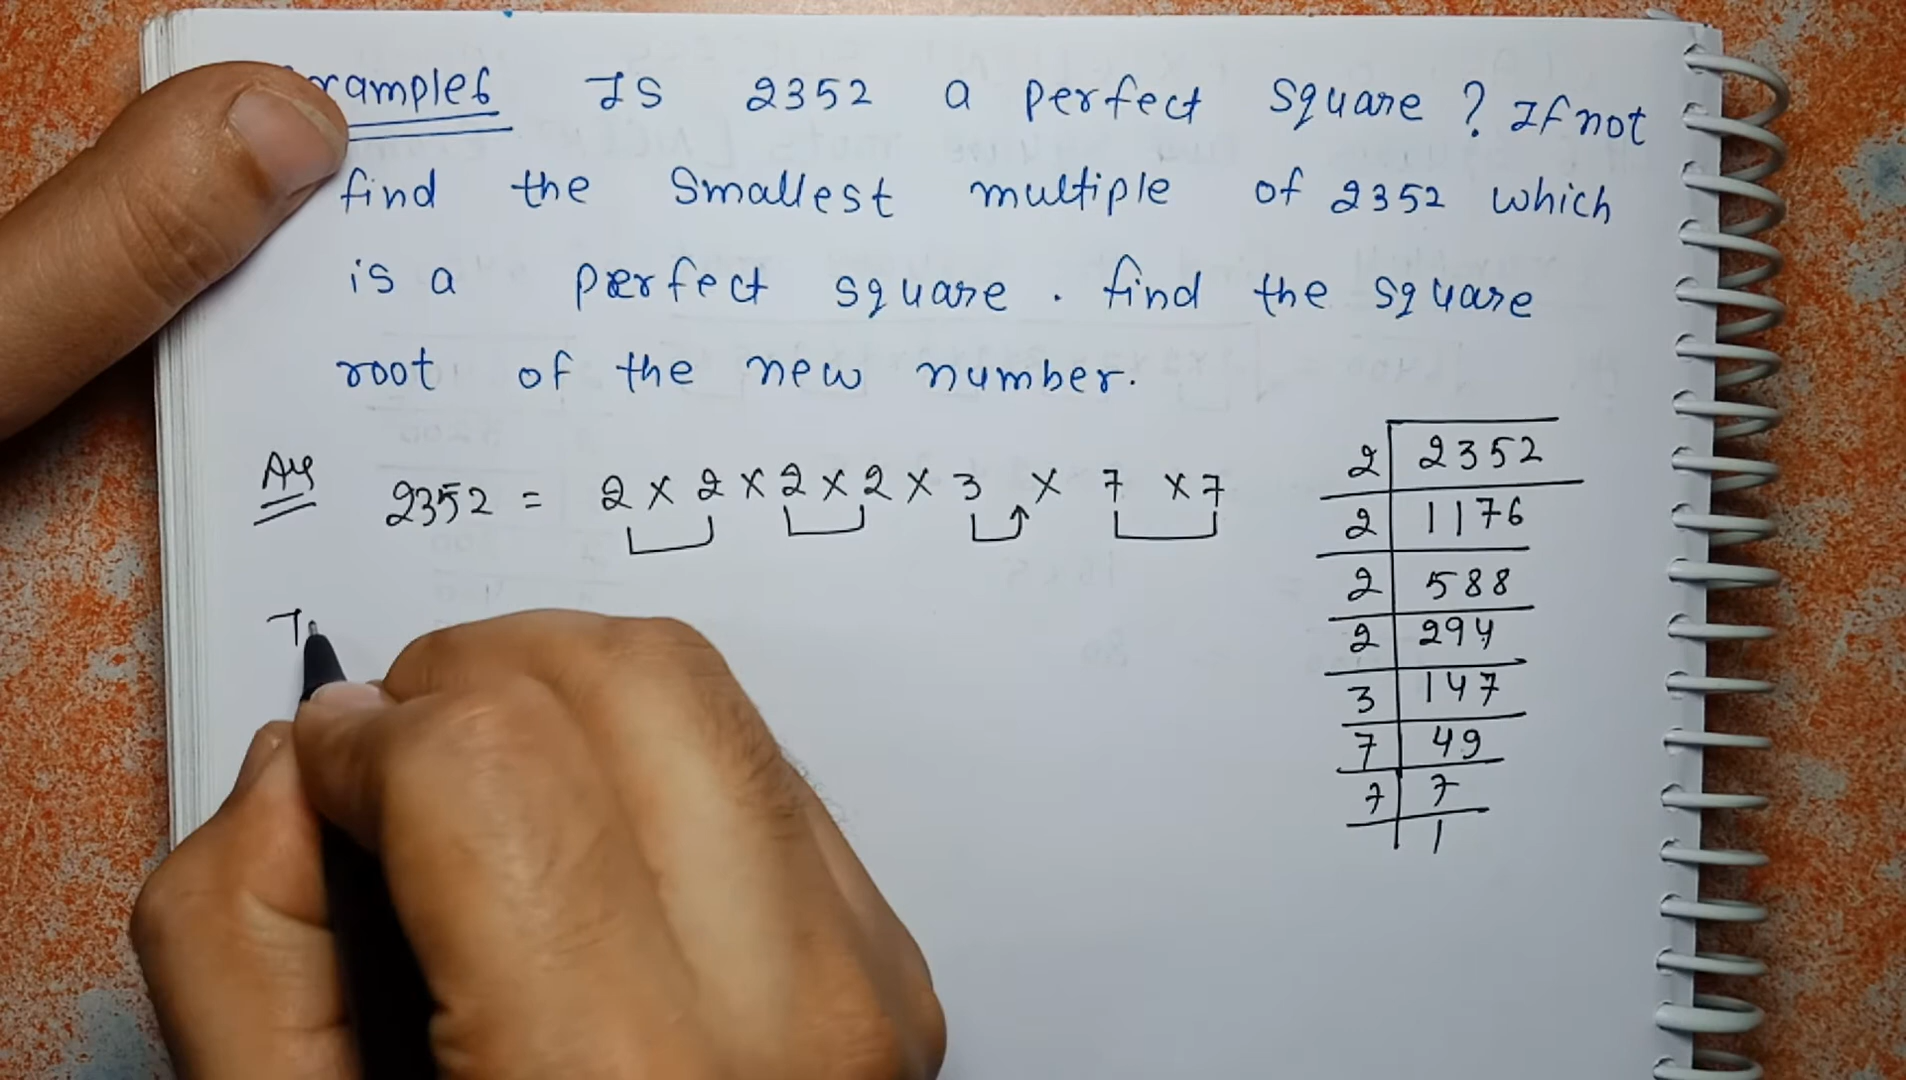 Example6 Is 2352 a perfect square ? If not
find the smallest multiple of 2352 which
is a perfect square . find the square
root of the new number.
2352 = 2 × 2 × 2 × 2 × 3 × 7 × 7
2 2352
2 1176
2 588
2 294
3 147
7 49
7 7
1